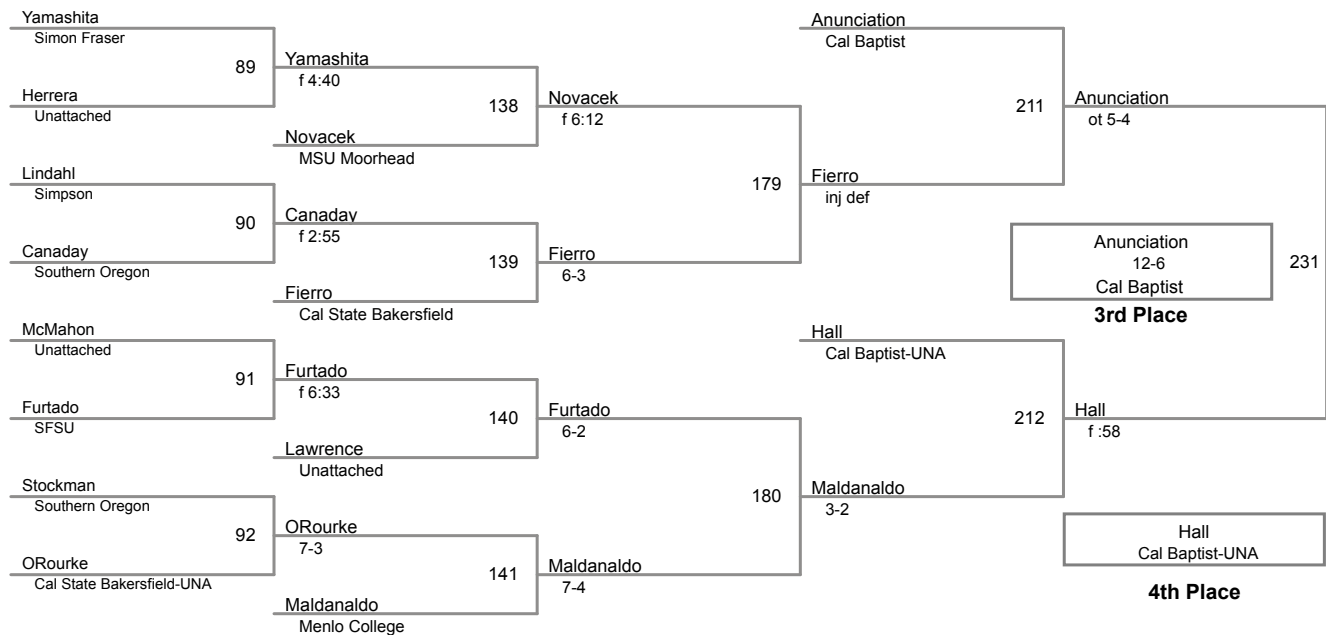 Yamashita
Simon Fraser
89
Herrera
Unattached
Lindahl
Simpson
90
Canaday
Southern Oregon
McMahon
Unattached
91
Furtado
SFSU
Stockman
Southern Oregon
92
ORourke
Cal State Bakersfield-UNA
Yamashita
f 4:40
138
Novacek
MSU Moorhead
Canaday
f 2:55
139
Fierro
Cal State Bakersfield
Furtado
f 6:33
140
Lawrence
Unattached
ORourke
7-3
141
Maldanaldo
Menlo College
Novacek
f 6:12
179
Fierro
6-3
Furtado
6-2
180
Maldanaldo
7-4
Anunciation
Cal Baptist
211
Fierro
inj def
Hall
Cal Baptist-UNA
212
Maldanaldo
3-2
Anunciation
ot 5-4
Anunciation
12-6
Cal Baptist
231
3rd Place
Hall
f :58
Hall
Cal Baptist-UNA
4th Place